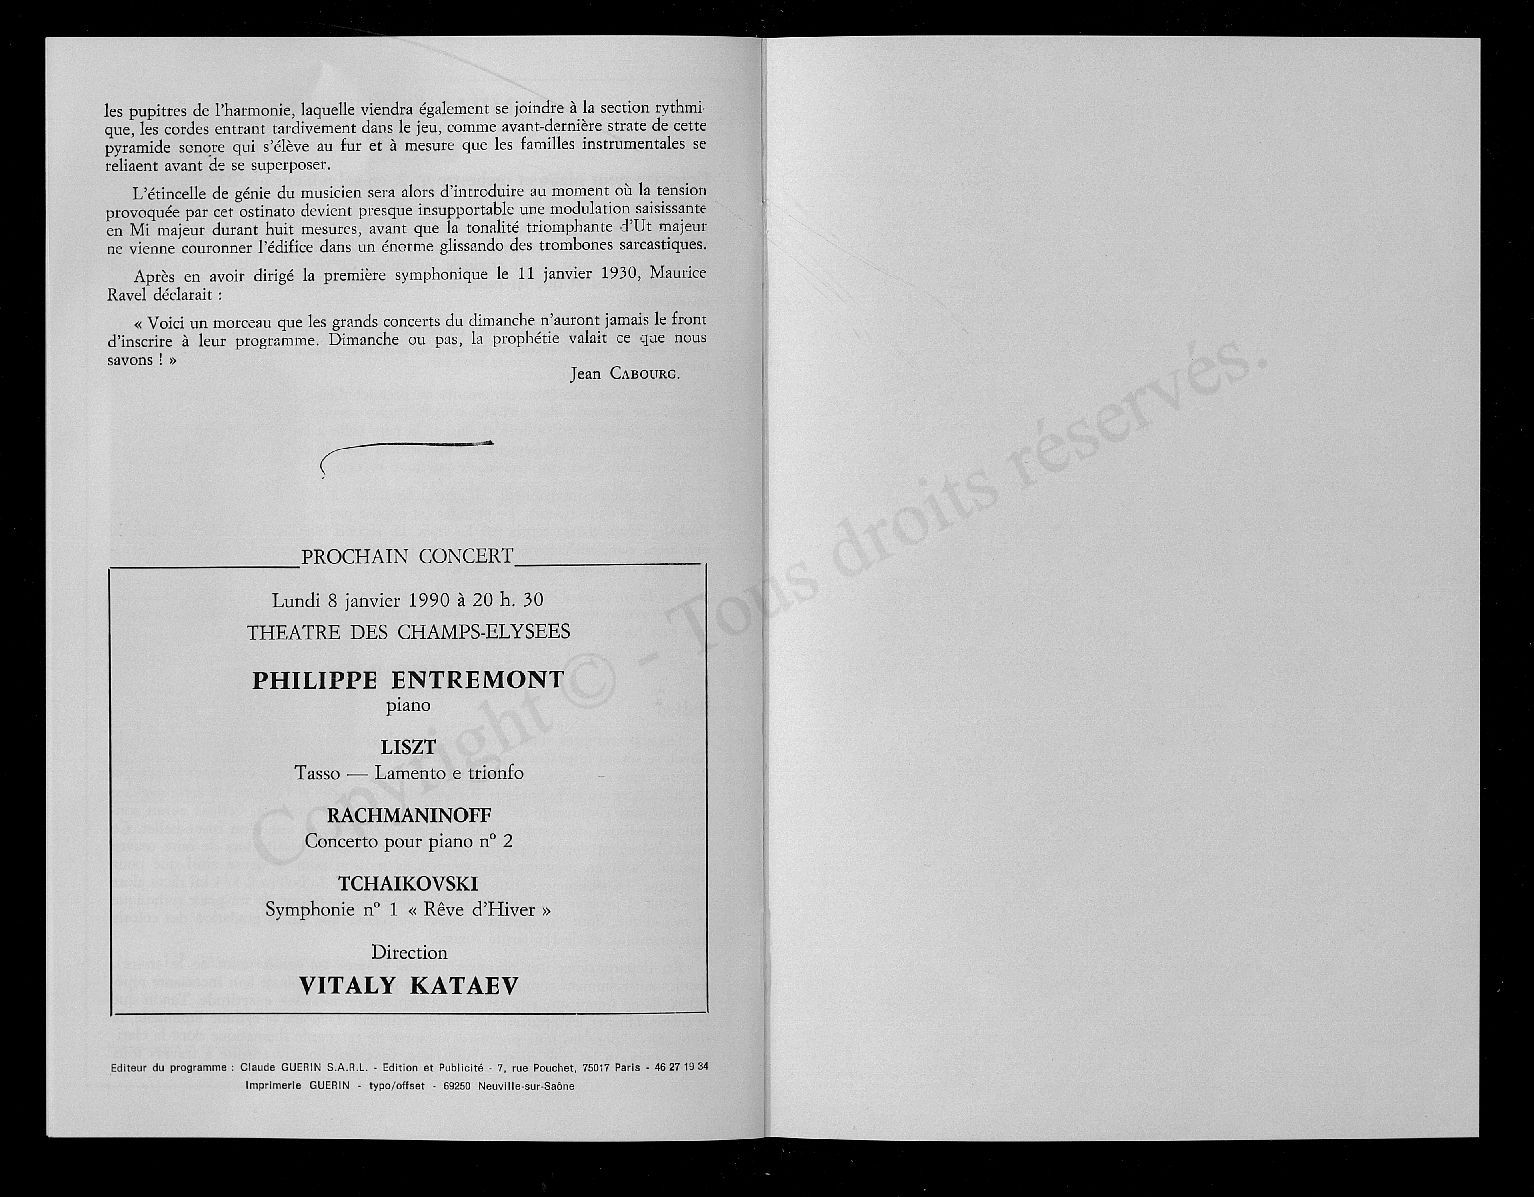 les pupitres de l'harmonie, laquelle viendra également se joindre à la section rythmi-
que, les cordes entrant tardivement dans le jeu, comme avant-dernière strate de cette
pyramide sonore qui s'élève au fur et à mesure que les familles instrumentales se
reliaent avant de se superposer.
L'étincelle de génie du musicien sera alors d'introduire au moment où la tension
provoquée par cet ostinato devient presque insupportable une modulation saisissante
en Mi majeur durant huit mesures, avant que la tonalité triomphante d'Ut majeur
ne vienne couronner l'édifice dans un énorme glissando des trombones sarcastiques.
Après en avoir dirigé la première symphonique le 11 janvier 1930, Maurice
Ravel déclarait :
« Voici un morceau que les grands concerts du dimanche n'auront jamais le front
d'inscrire à leur programme. Dimanche ou pas, la prophétie valait ce que nous
savons ! »
Jean CABOURG.
PROCHAIN CONCERT
Lundi 8 janvier 1990 à 20 h. 30
THEATRE DES CHAMPS-ELYSEES
PHILIPPE ENTREMONT
piano
LISZT
Tasso — Lamento e trionfo
RACHMANINOFF
Concerto pour piano n° 2
TCHAIKOVSKI
Symphonie n° 1 « Rêve d'Hiver »
Direction
VITALY KATAEV
Editeur du programme : Claude GUERIN S.A.R.L. - Edition et Publicité - 7, rue Pouchet, 75017 Paris - 46 27 19 34
Imprimerie GUERIN - typo/offset - 69250 Neuville-sur-Saône
Copyright © - Tous droits réservés.